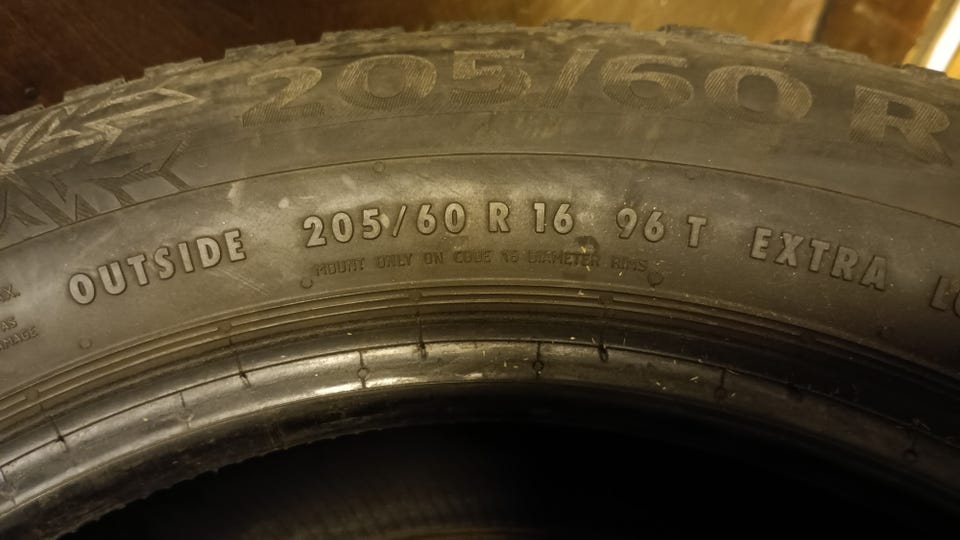 205/60 R
OUTSIDE 205/60 R 16 96 T EXTRA
MOUNT ONLY ON CODE 16 DIAMETER RIMS